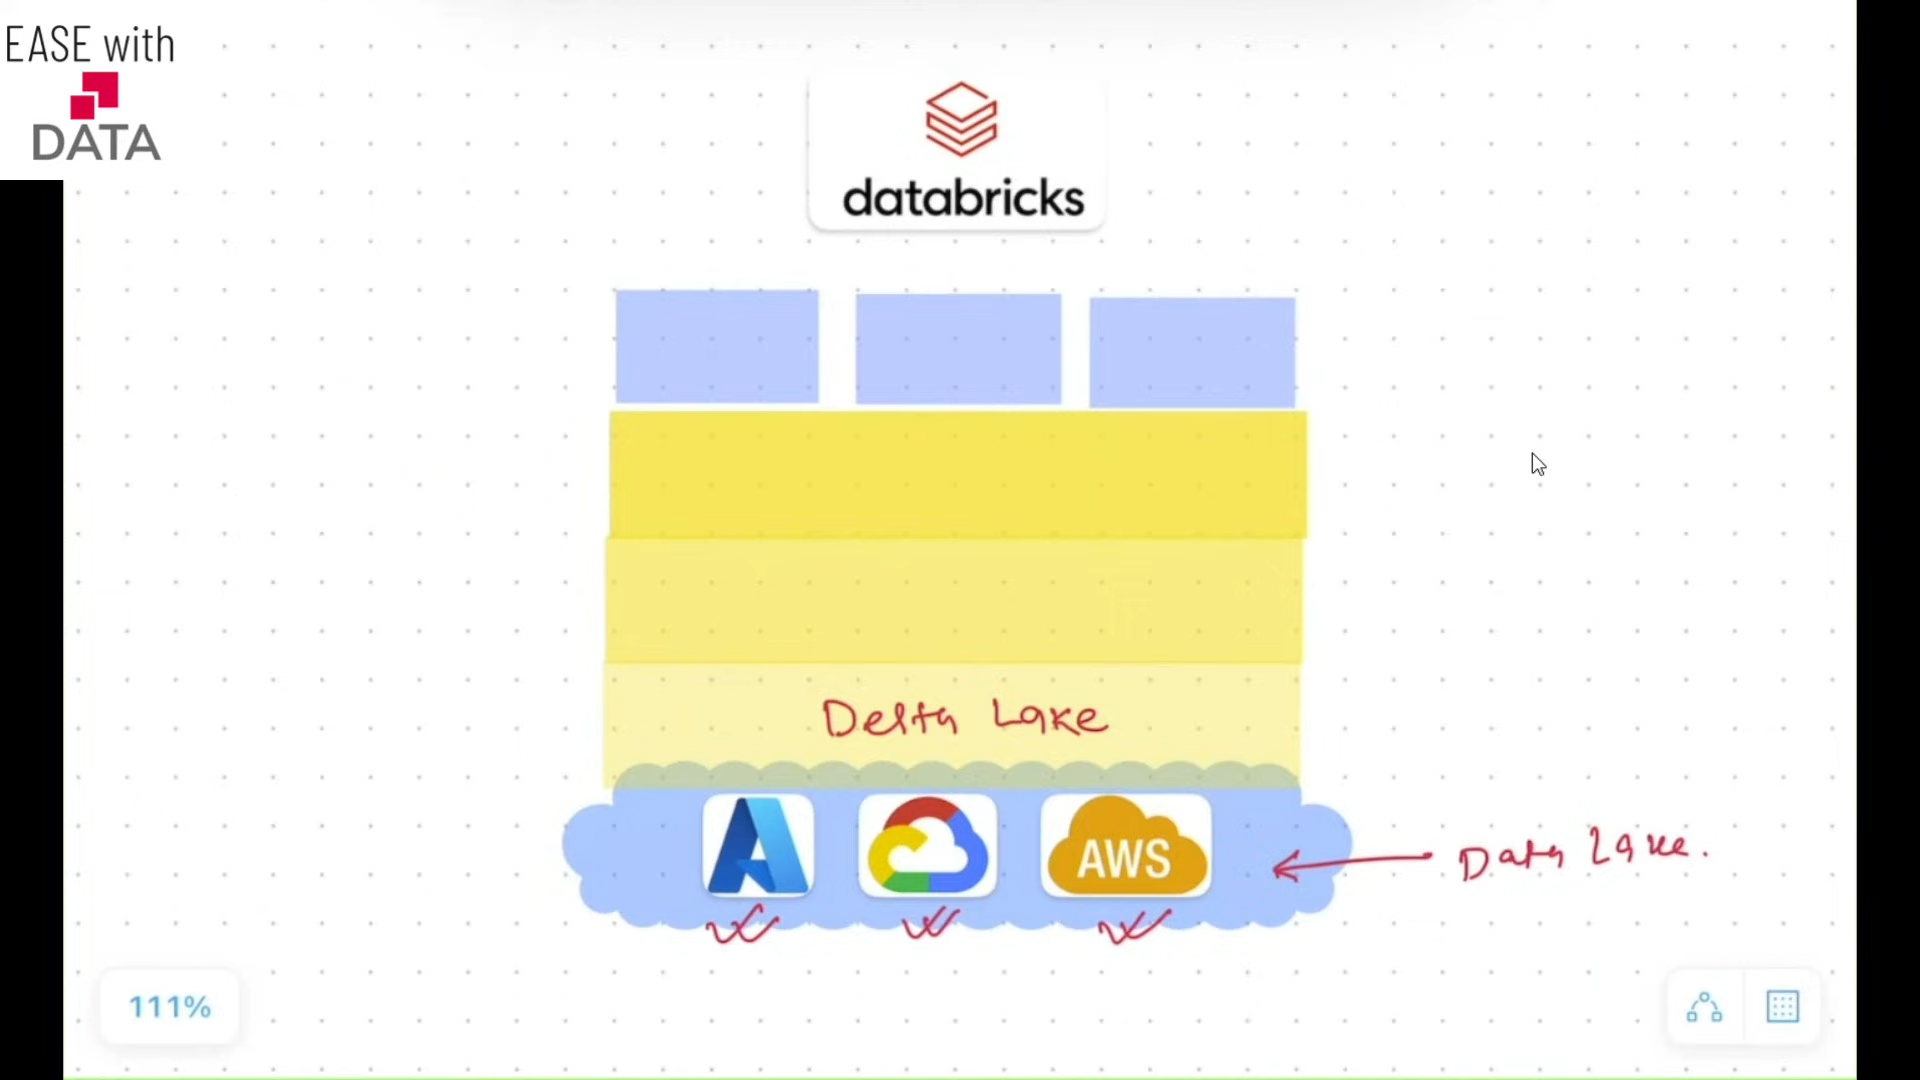 EASE with
DATA
databricks
Delta Lake
AWS
Data Lake.
111%